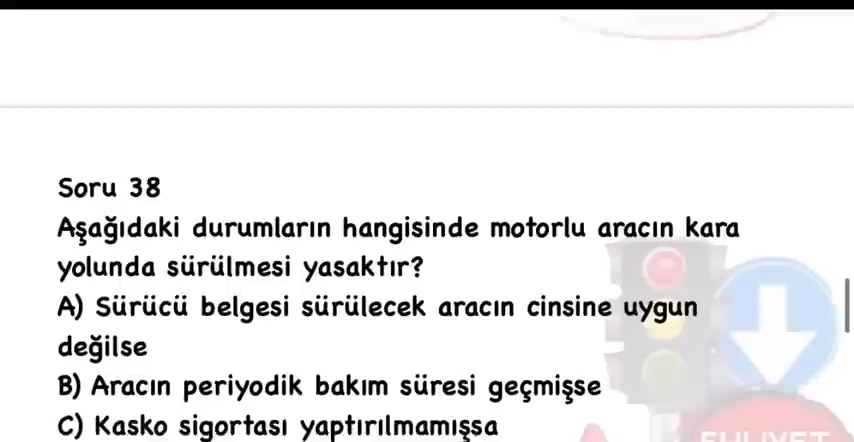 Soru 38
Aşağıdaki durumların hangisinde motorlu aracın kara
yolunda sürülmesi yasaktır?
A) Sürücü belgesi sürülecek aracın cinsine uygun
değilse
B) Aracın periyodik bakım süresi geçmişse
C) Kasko sigortası yaptırılmamışsa